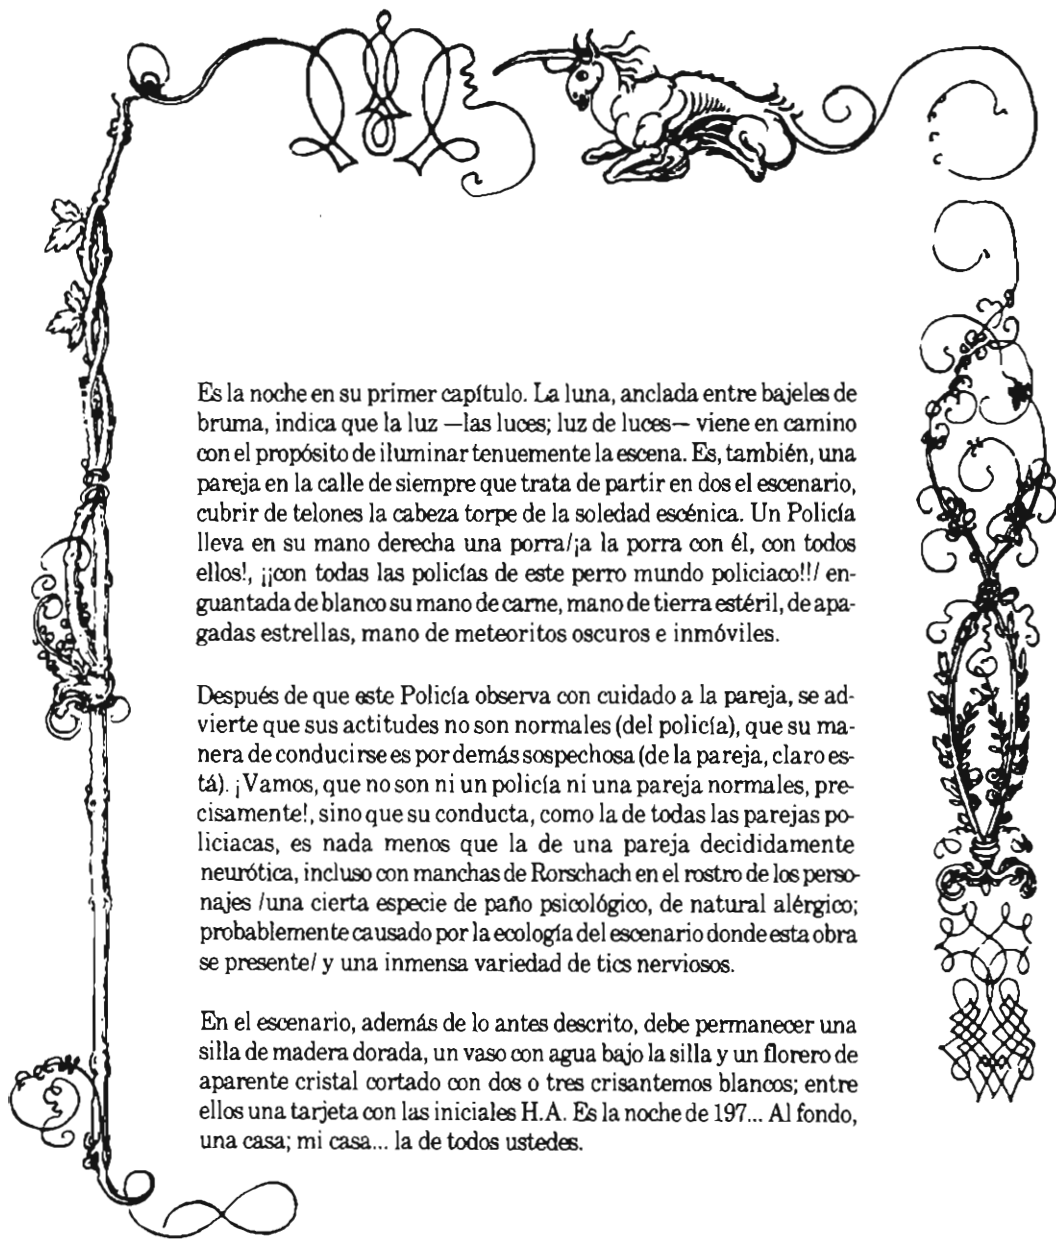 Es la noche en su primer capítulo. La luna, anclada entre bajeles de
bruma, indica que la luz —las luces; luz de luces— viene en camino
con el propósito de iluminar tenuemente la escena. Es, también, una
pareja en la calle de siempre que trata de partir en dos el escenario,
cubrir de telones la cabeza torpe de la soledad escénica. Un Policía
lleva en su mano derecha una porra/¡a la porra con él, con todos
ellos!, ¡¡con todas las policías de este perro mundo policiaco!!/ en-
guantada de blanco su mano de carne, mano de tierra estéril, de apa-
gadas estrellas, mano de meteoritos oscuros e inmóviles.

Después de que este Policía observa con cuidado a la pareja, se ad-
vierte que sus actitudes no son normales (del policía), que su ma-
nera de conducirse es por demás sospechosa (de la pareja, claro es-
tá). ¡Vamos, que no son ni un policía ni una pareja normales, pre-
cisamente!, sino que su conducta, como la de todas las parejas po-
liciacas, es nada menos que la de una pareja decididamente
neurótica, incluso con manchas de Rorschach en el rostro de los perso-
najes /una cierta especie de paño psicológico, de natural alérgico;
probablemente causado por la ecología del escenario donde esta obra
se presente/ y una inmensa variedad de tics nerviosos.

En el escenario, además de lo antes descrito, debe permanecer una
silla de madera dorada, un vaso con agua bajo la silla y un florero de
aparente cristal cortado con dos o tres crisantemos blancos; entre
ellos una tarjeta con las iniciales H.A. Es la noche de 197... Al fondo,
una casa; mi casa... la de todos ustedes.